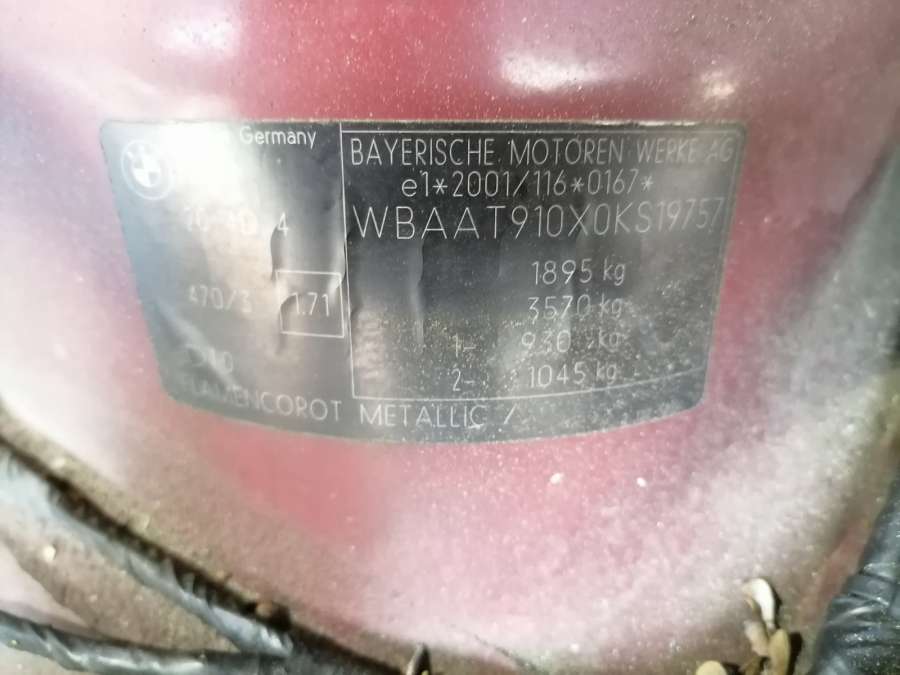 Germany
BAYERISCHE MOTOREN WERKE AG
e1*2001/116*0167*
WBAAT910X0KS19757
1895 kg
470/3 1.71
3570 kg
1- 930 kg
2- 1045 kg
METALLIC /